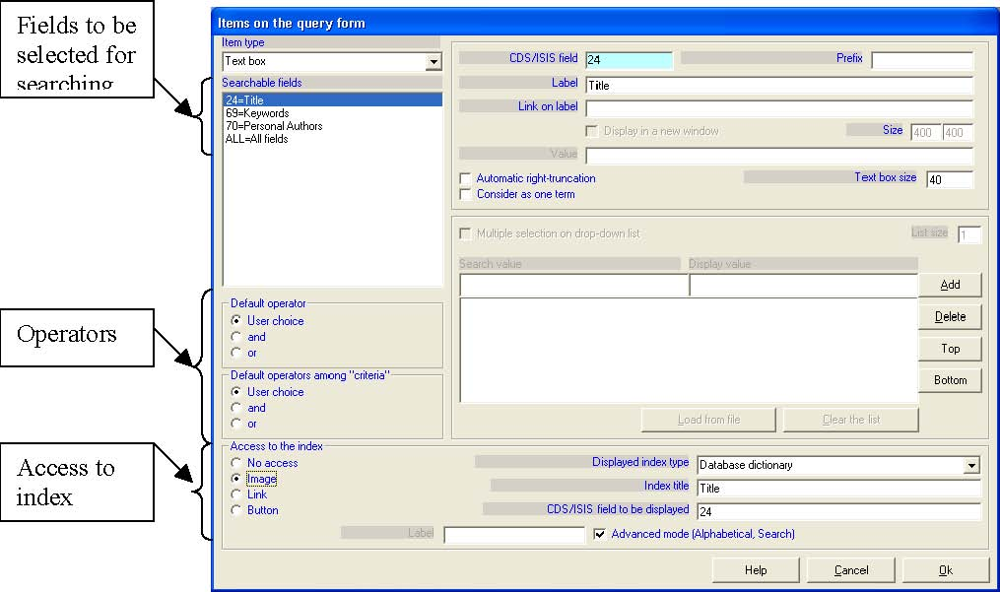 Fields to be
selected for
searching
Operators
Access to
index
Items on the query form
Item type
Text box
Searchable fields
24=Title
69=Keywords
70=Personal Authors
ALL=All fields
CDS/ISIS field 24 Prefix
Label Title
Link on label
Display in a new window Size 400 400
Value
Automatic right-truncation Text box size 40
Consider as one term
Multiple selection on drop-down list List size 1
Search value Display value
Add
Delete
Top
Bottom
Load from file Clear the list
Default operator
User choice
and
or
Default operators among "criteria"
User choice
and
or
Access to the index
No access
Image
Link
Button
Displayed index type Database dictionary
Index title Title
CDS/ISIS field to be displayed 24
Label Advanced mode (Alphabetical, Search)
Help Cancel Ok